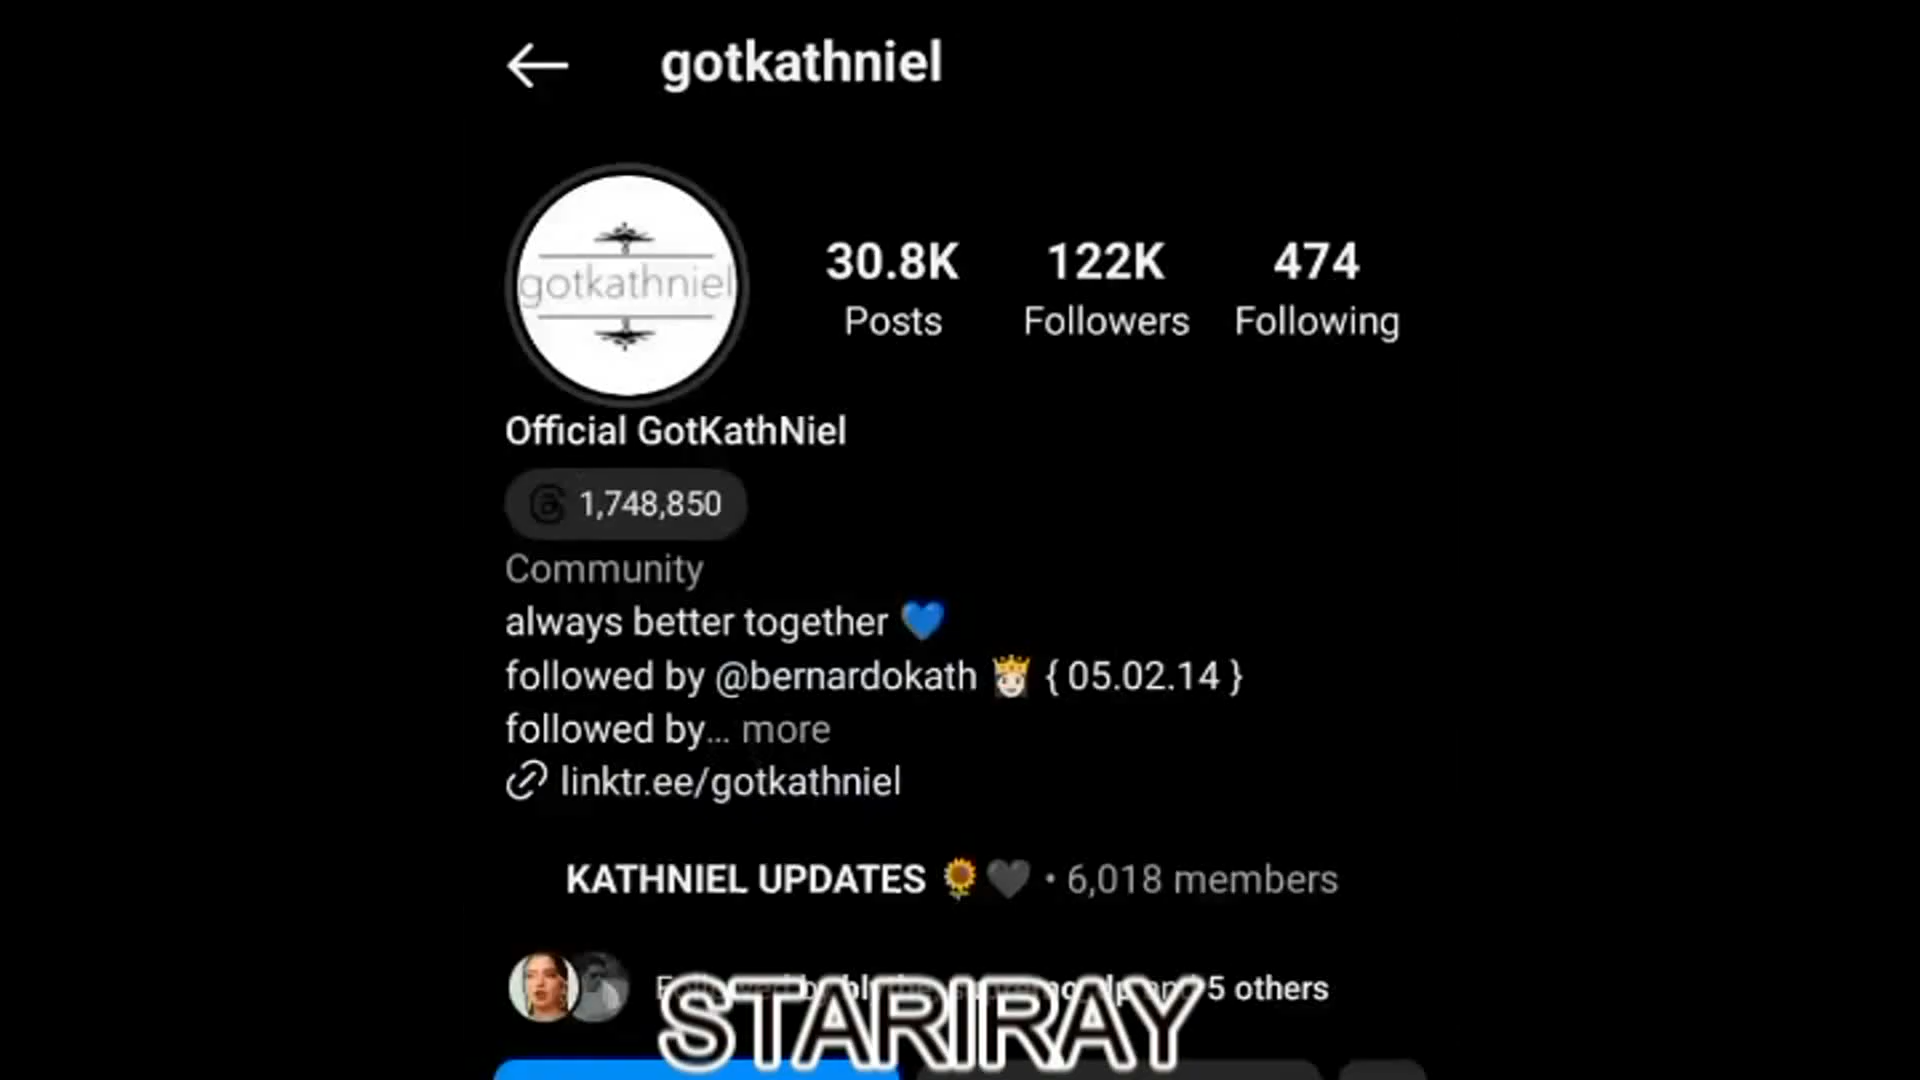 gotkathniel
gotkathniel
30.8K
Posts
122K
Followers
474
Following
Official GotKathNiel
1,748,850
Community
always better together 💙
followed by @bernardokath 👸🏻 { 05.02.14 }
followed by... more
linktr.ee/gotkathniel
KATHNIEL UPDATES 🌻🖤 • 6,018 members
5 others
STARIRAY